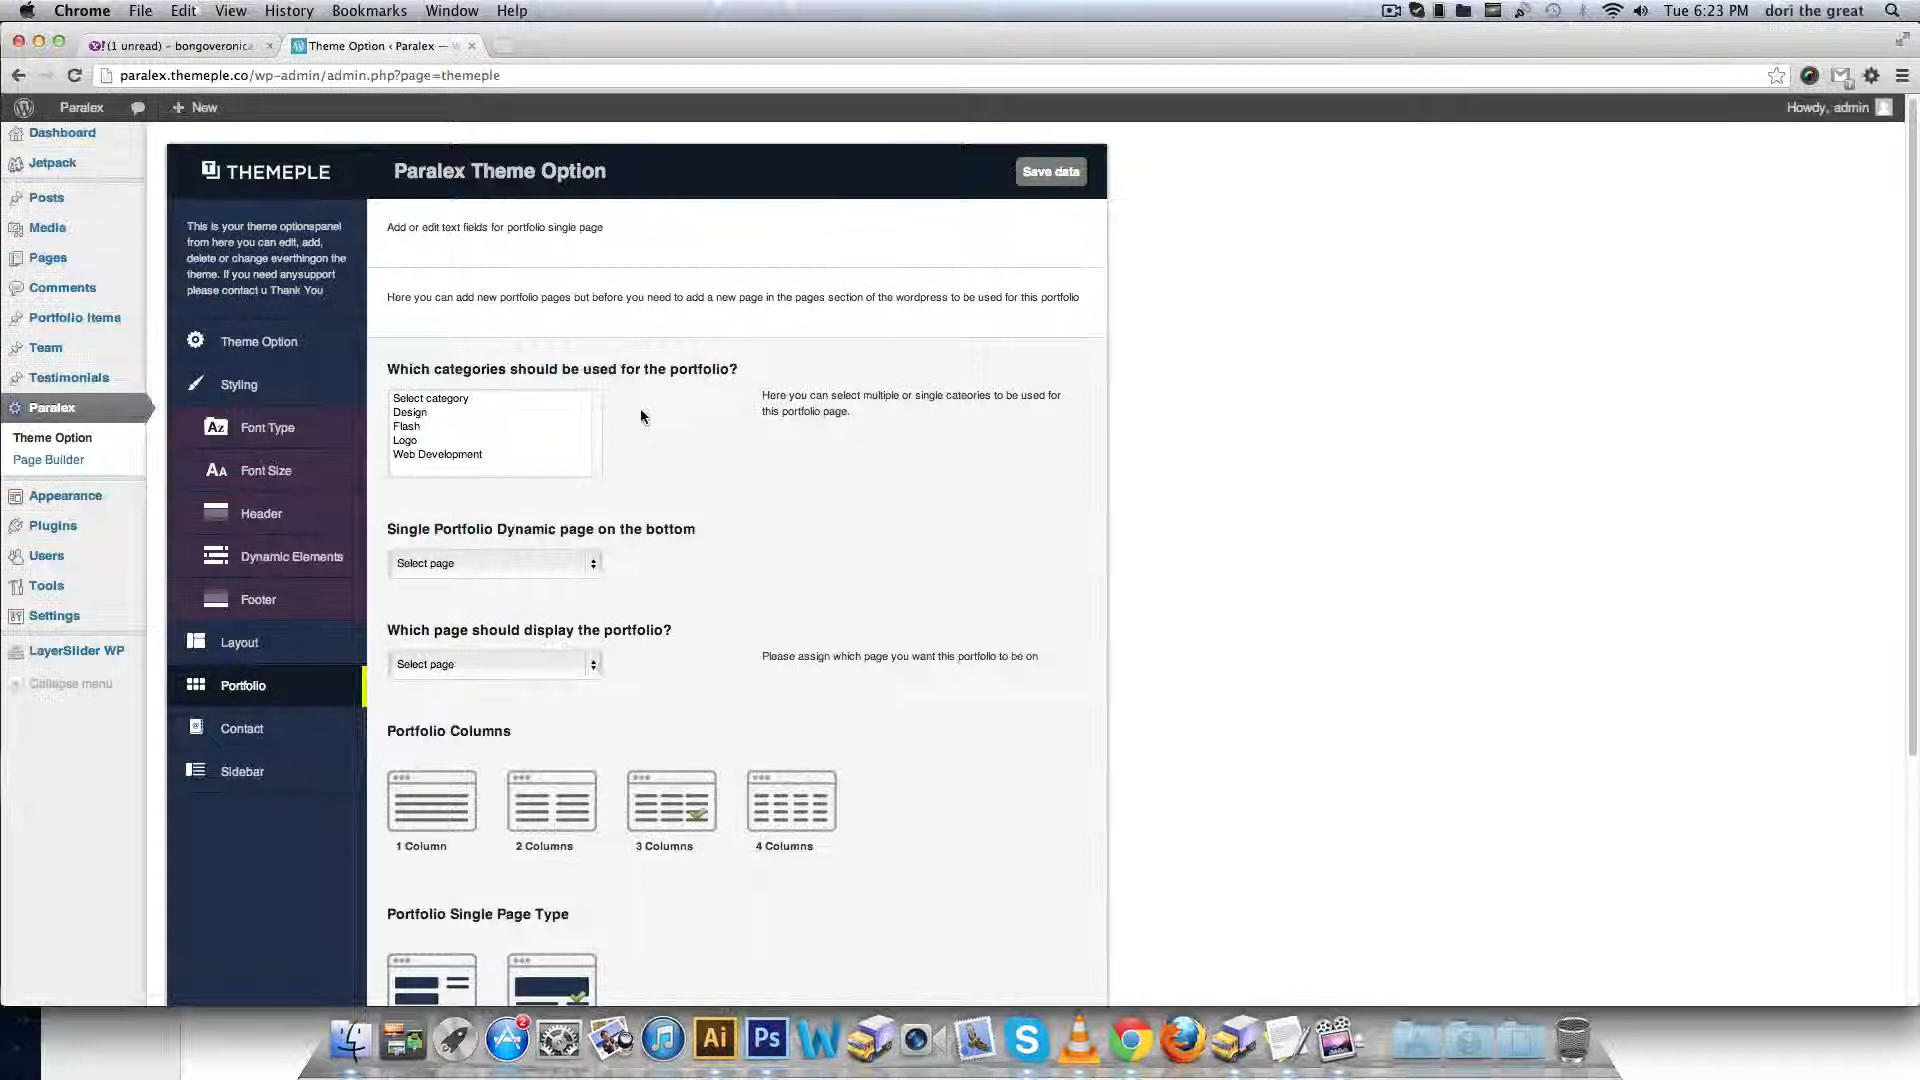 Chrome File Edit View History Bookmarks Window Help
Tue 6:23 PM dori the great
(1 unread) - bongoveronica
Theme Option ‹ Paralex —
paralex.themeple.co/wp-admin/admin.php?page=themeple
Paralex
+ New
Howdy, admin
Dashboard
Jetpack
Posts
Media
Pages
Comments
Portfolio Items
Team
Testimonials
Paralex
Theme Option
Page Builder
Appearance
Plugins
Users
Tools
Settings
LayerSlider WP
Collapse menu
THEMEPLE
Paralex Theme Option
Save data
This is your theme optionspanel
from here you can edit, add,
delete or change everthingon the
theme. If you need anysupport
please contact u Thank You
Theme Option
Styling
Font Type
Font Size
Header
Dynamic Elements
Footer
Layout
Portfolio
Contact
Sidebar
Add or edit text fields for portfolio single page
Here you can add new portfolio pages but before you need to add a new page in the pages section of the wordpress to be used for this portfolio
Which categories should be used for the portfolio?
Select category
Design
Flash
Logo
Web Development
Here you can select multiple or single cateories to be used for
this portfolio page.
Single Portfolio Dynamic page on the bottom
Select page
Which page should display the portfolio?
Select page
Please assign which page you want this portfolio to be on
Portfolio Columns
1 Column
2 Columns
3 Columns
4 Columns
Portfolio Single Page Type
2
Ai
Ps
W
S